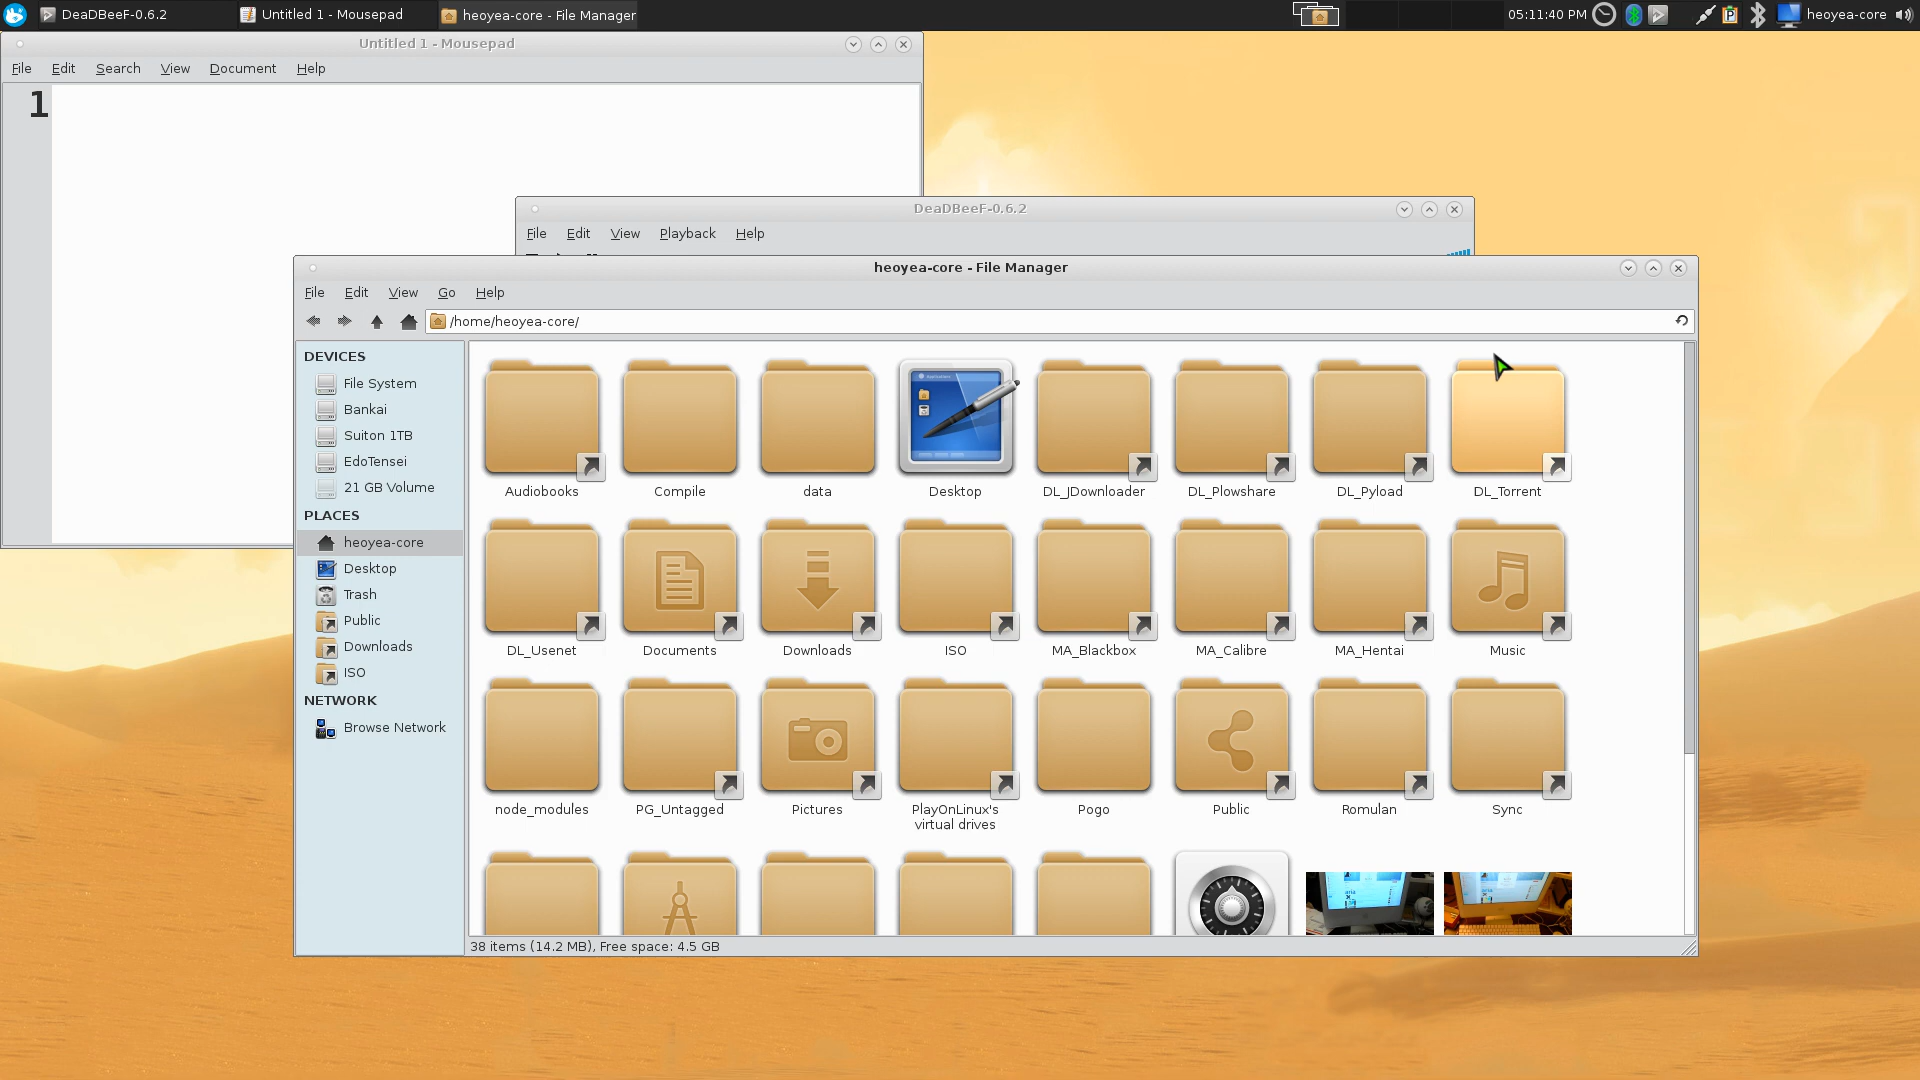 DeaDBeeF-0.6.2 Untitled 1 - Mousepad heoyea-core - File Manager 05:11:40 PM heoyea-core
Untitled 1 - Mousepad
File Edit Search View Document Help
1
DeaDBeeF-0.6.2
File Edit View Playback Help
heoyea-core - File Manager
File Edit View Go Help
/home/heoyea-core/
DEVICES
File System
Bankai
Suiton 1TB
EdoTensei
21 GB Volume
PLACES
heoyea-core
Desktop
Trash
Public
Downloads
ISO
NETWORK
Browse Network
Audiobooks Compile data Desktop DL_JDownloader DL_Plowshare DL_Pyload DL_Torrent
DL_Usenet Documents Downloads ISO MA_Blackbox MA_Calibre MA_Hentai Music
node_modules PG_Untagged Pictures PlayOnLinux's Pogo Public Romulan Sync
virtual drives
38 items (14.2 MB), Free space: 4.5 GB